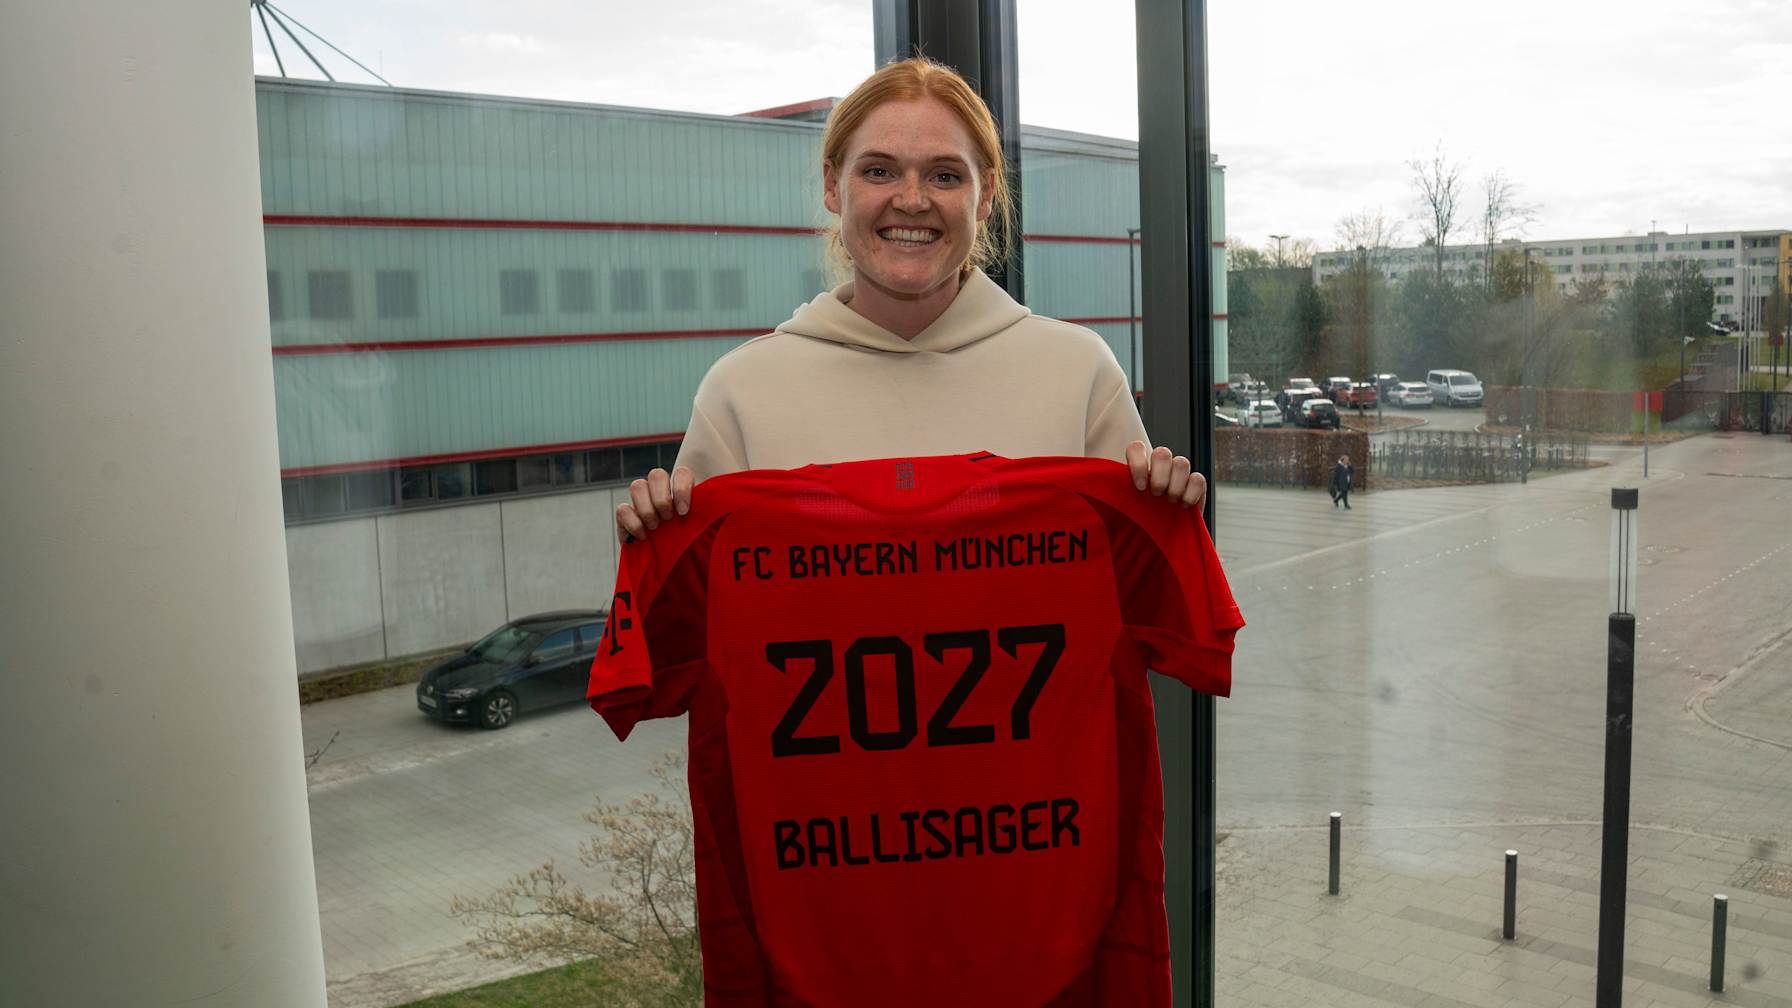 FC BAYERN MÜNCHEN
2027
BALLISAGER
T